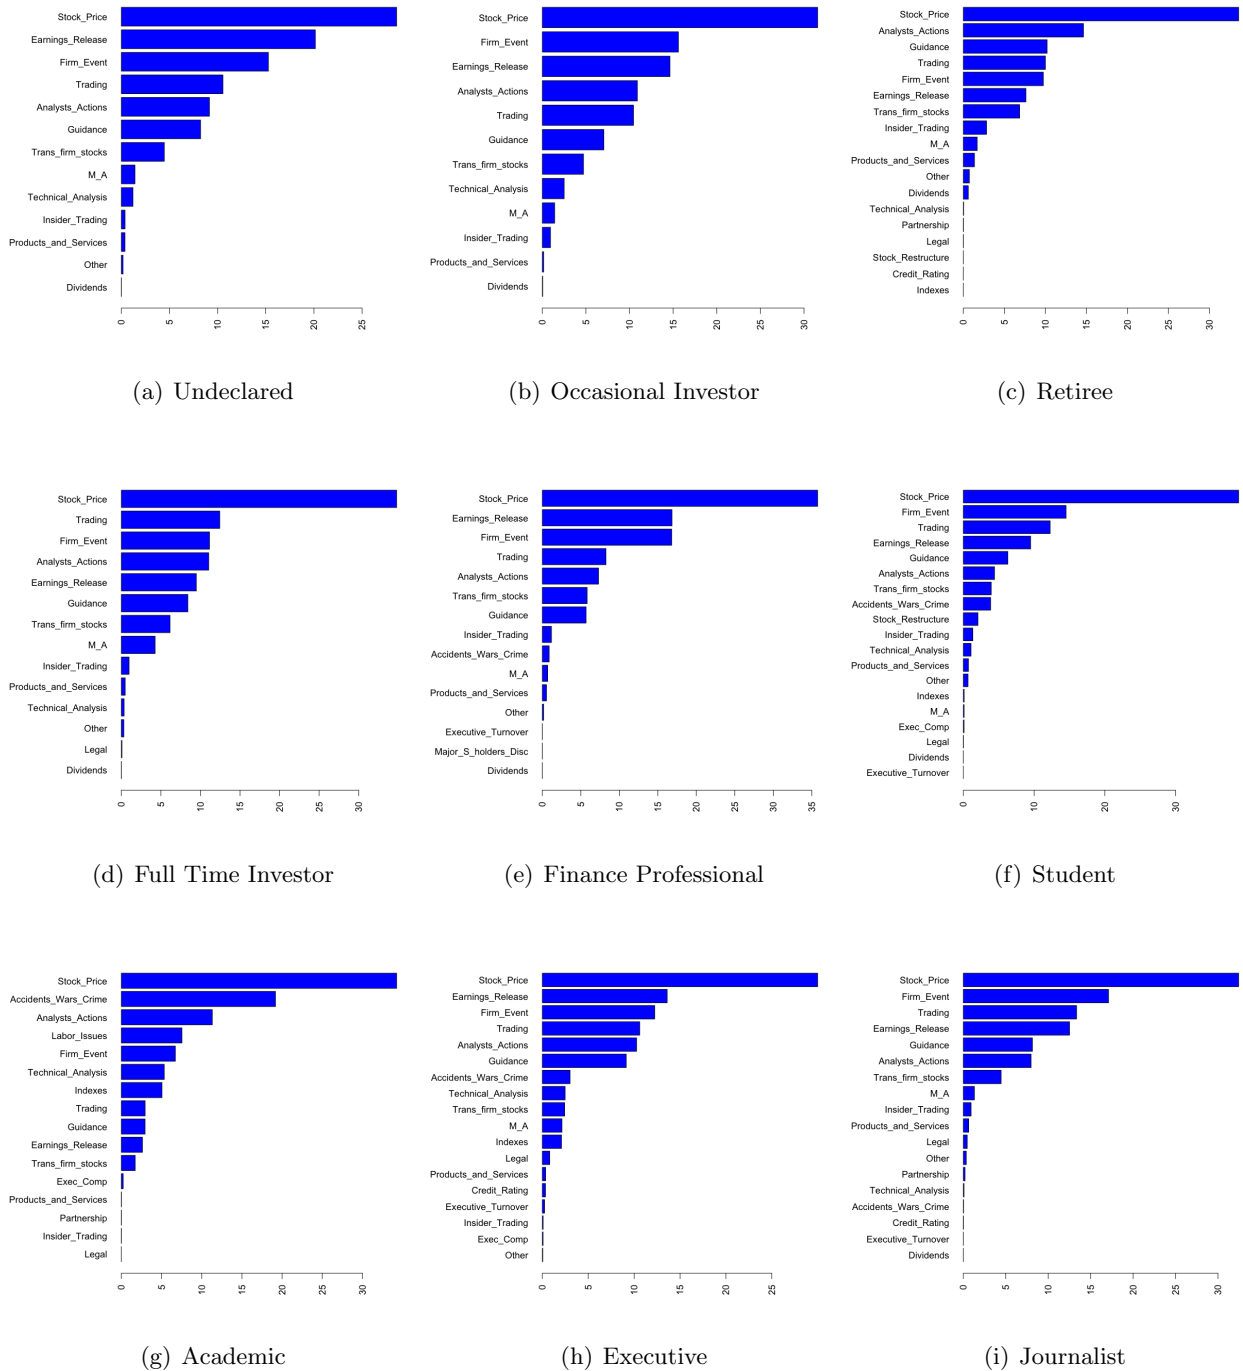 Stock_Price
Earnings_Release
Firm_Event
Trading
Analysts_Actions
Guidance
Trans_firm_stocks
M_A
Technical_Analysis
Insider_Trading
Products_and_Services
Other
Dividends
0
5
10
15
20
25
(a) Undeclared
Stock_Price
Firm_Event
Earnings_Release
Analysts_Actions
Trading
Guidance
Trans_firm_stocks
Technical_Analysis
M_A
Insider_Trading
Products_and_Services
Dividends
0
5
10
15
20
25
30
(b) Occasional Investor
Stock_Price
Analysts_Actions
Guidance
Trading
Firm_Event
Earnings_Release
Trans_firm_stocks
Insider_Trading
M_A
Products_and_Services
Other
Dividends
Technical_Analysis
Partnership
Legal
Stock_Restructure
Credit_Rating
Indexes
0
5
10
15
20
25
30
(c) Retiree
Stock_Price
Trading
Firm_Event
Analysts_Actions
Earnings_Release
Guidance
Trans_firm_stocks
M_A
Insider_Trading
Products_and_Services
Technical_Analysis
Other
Legal
Dividends
0
5
10
15
20
25
30
(d) Full Time Investor
Stock_Price
Earnings_Release
Firm_Event
Trading
Analysts_Actions
Trans_firm_stocks
Guidance
Insider_Trading
Accidents_Wars_Crime
M_A
Products_and_Services
Other
Executive_Turnover
Major_S_holders_Disc
Dividends
0
5
10
15
20
25
30
35
(e) Finance Professional
Stock_Price
Firm_Event
Trading
Earnings_Release
Guidance
Analysts_Actions
Trans_firm_stocks
Accidents_Wars_Crime
Stock_Restructure
Insider_Trading
Technical_Analysis
Products_and_Services
Other
Indexes
M_A
Exec_Comp
Legal
Dividends
Executive_Turnover
0
10
20
30
(f) Student
Stock_Price
Accidents_Wars_Crime
Analysts_Actions
Labor_Issues
Firm_Event
Technical_Analysis
Indexes
Trading
Guidance
Earnings_Release
Trans_firm_stocks
Exec_Comp
Products_and_Services
Partnership
Insider_Trading
Legal
0
5
10
15
20
25
30
(g) Academic
Stock_Price
Earnings_Release
Firm_Event
Trading
Analysts_Actions
Guidance
Accidents_Wars_Crime
Technical_Analysis
Trans_firm_stocks
M_A
Indexes
Legal
Products_and_Services
Credit_Rating
Executive_Turnover
Insider_Trading
Exec_Comp
Other
0
5
10
15
20
25
(h) Executive
Stock_Price
Firm_Event
Trading
Earnings_Release
Guidance
Analysts_Actions
Trans_firm_stocks
M_A
Insider_Trading
Products_and_Services
Legal
Other
Partnership
Technical_Analysis
Accidents_Wars_Crime
Credit_Rating
Executive_Turnover
Dividends
0
5
10
15
20
25
30
(i) Journalist